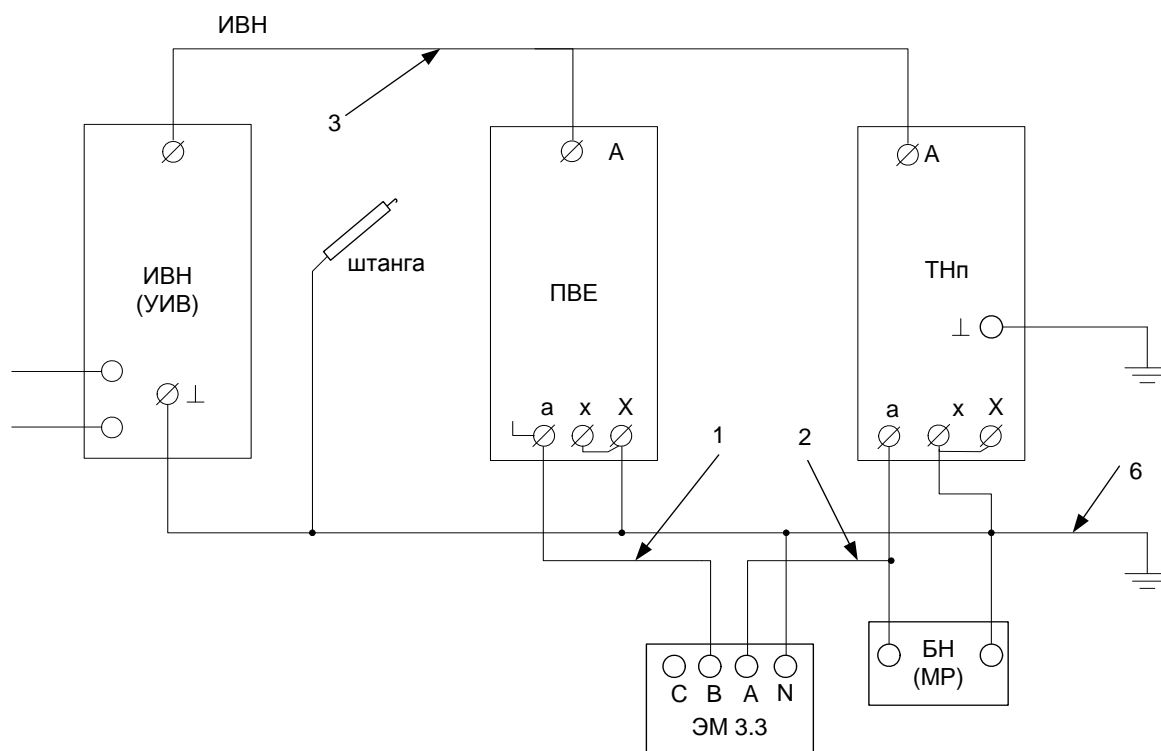 ИВН
3
А
А
штанга
ИВН
(УИВ)
ПВЕ
ТНп
⊥
⊥
а х Х
а х Х
1
2
6
С В А N
ЭМ 3.3
БН
(МР)